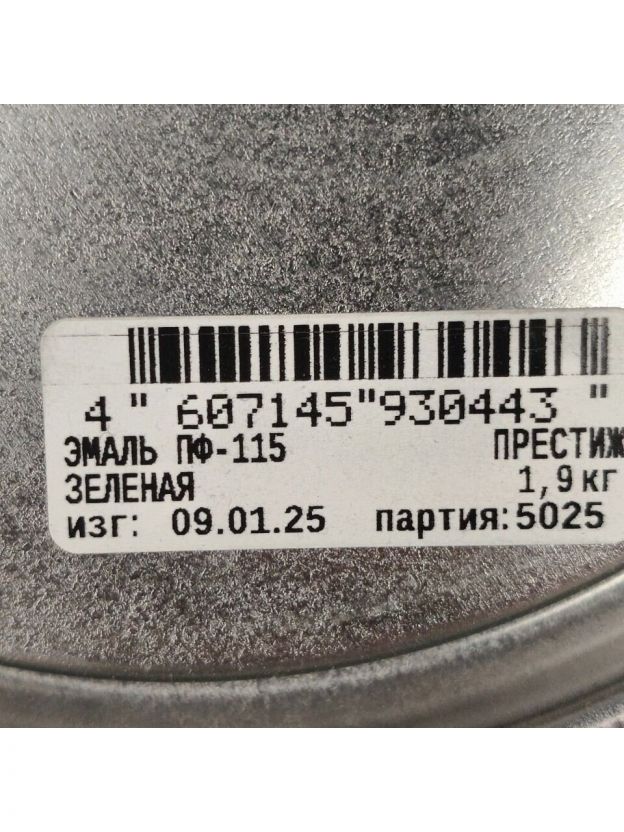 4 " 607145"930443 "
ЭМАЛЬ ПФ-115 ПРЕСТИЖ
ЗЕЛЕНАЯ 1,9 кг
изг: 09.01.25 партия:5025